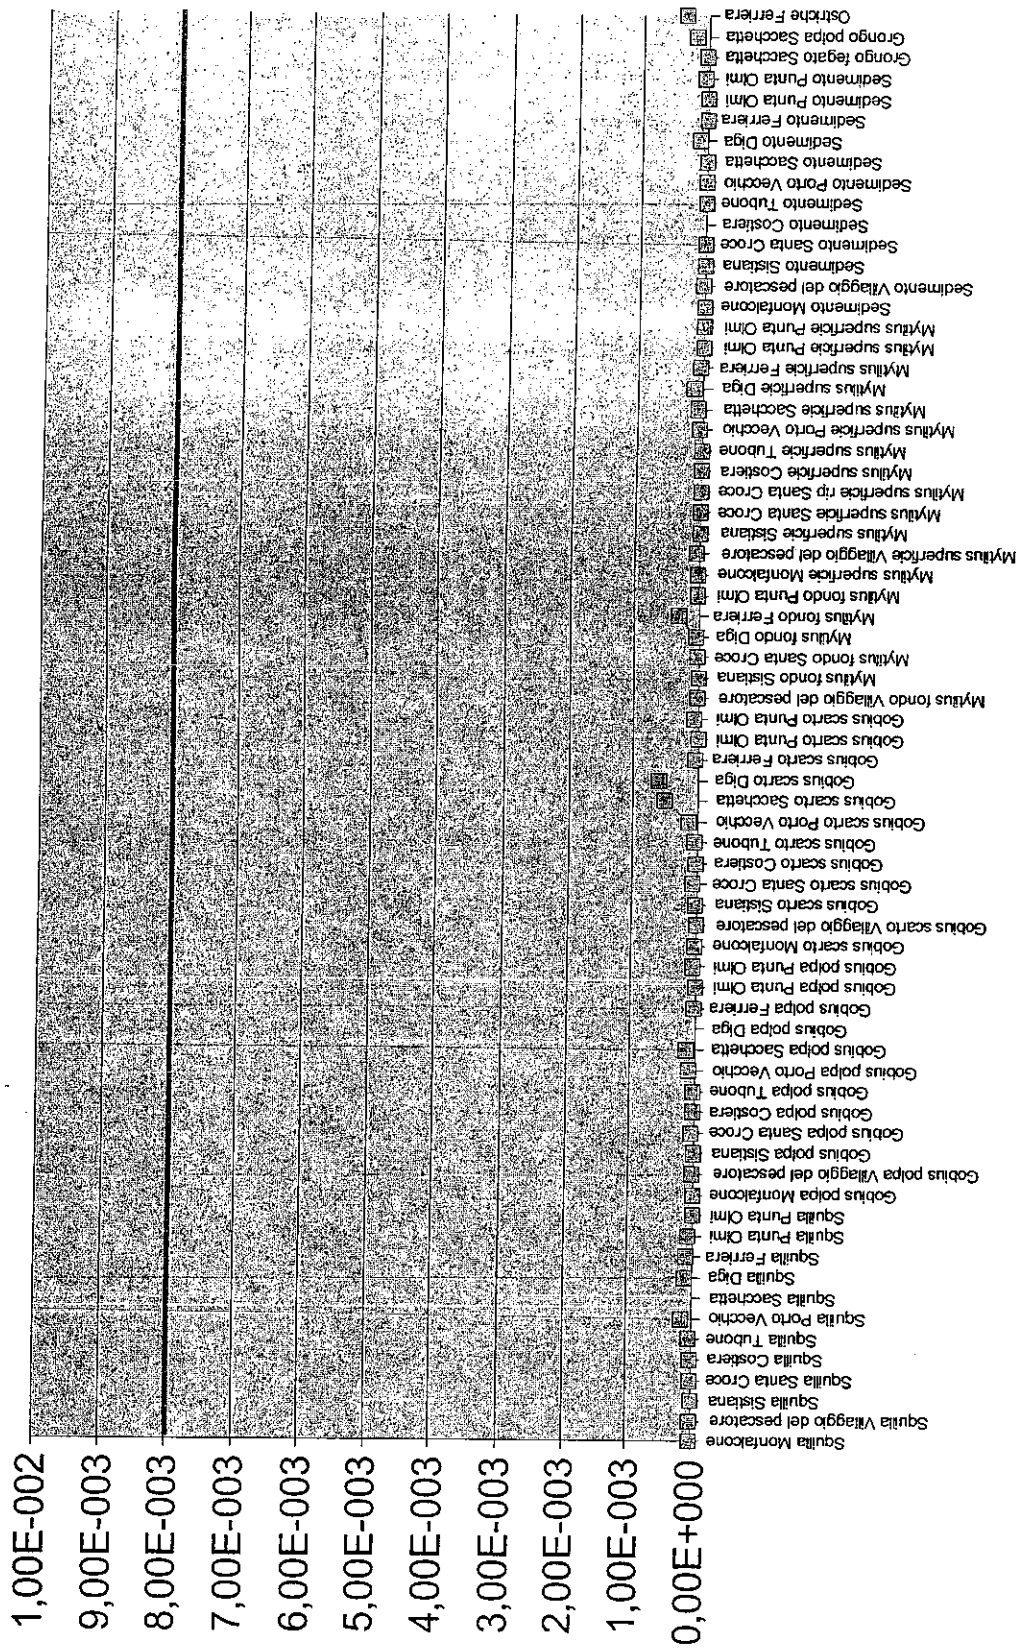 1,00E-002
9,00E-003
8,00E-003
7,00E-003
6,00E-003
5,00E-003
4,00E-003
3,00E-003
2,00E-003
1,00E-003
0,00E+000
Squilla Monfalcone
Squilla Villaggio del pescatore
Squilla Sistiana
Squilla Santa Croce
Squilla Costiera
Squilla Tubone
Squilla Porto Vecchio
Squilla Sacchetta
Squilla Diga
Squilla Ferriera
Squilla Punta Olmi
Squilla Punta Olmi
Gobius polpa Monfalcone
Gobius polpa Villaggio del pescatore
Gobius polpa Sistiana
Gobius polpa Santa Croce
Gobius polpa Costiera
Gobius polpa Tubone
Gobius polpa Porto Vecchio
Gobius polpa Sacchetta
Gobius polpa Diga
Gobius polpa Ferriera
Gobius polpa Punta Olmi
Gobius polpa Punta Olmi
Gobius scarto Monfalcone
Gobius scarto Villaggio del pescatore
Gobius scarto Sistiana
Gobius scarto Santa Croce
Gobius scarto Costiera
Gobius scarto Tubone
Gobius scarto Porto Vecchio
Gobius scarto Sacchetta
Gobius scarto Diga
Gobius scarto Ferriera
Gobius scarto Punta Olmi
Gobius scarto Punta Olmi
Mytilus fondo Villaggio del pescatore
Mytilus fondo Sistiana
Mytilus fondo Santa Croce
Mytilus fondo Diga
Mytilus fondo Ferriera
Mytilus fondo Punta Olmi
Mytilus superficie Monfalcone
Mytilus superficie Villaggio del pescatore
Mytilus superficie Sistiana
Mytilus superficie Santa Croce
Mytilus superficie rip Santa Croce
Mytilus superficie Costiera
Mytilus superficie Tubone
Mytilus superficie Porto Vecchio
Mytilus superficie Sacchetta
Mytilus superficie Diga
Mytilus superficie Ferriera
Mytilus superficie Punta Olmi
Mytilus superficie Punta Olmi
Sedimento Monfalcone
Sedimento Villaggio del pescatore
Sedimento Sistiana
Sedimento Santa Croce
Sedimento Costiera
Sedimento Tubone
Sedimento Porto Vecchio
Sedimento Sacchetta
Sedimento Diga
Sedimento Ferriera
Sedimento Punta Olmi
Sedimento Punta Olmi
Grongo fegato Sacchetta
Grongo polpa Sacchetta
Ostriche Ferriera